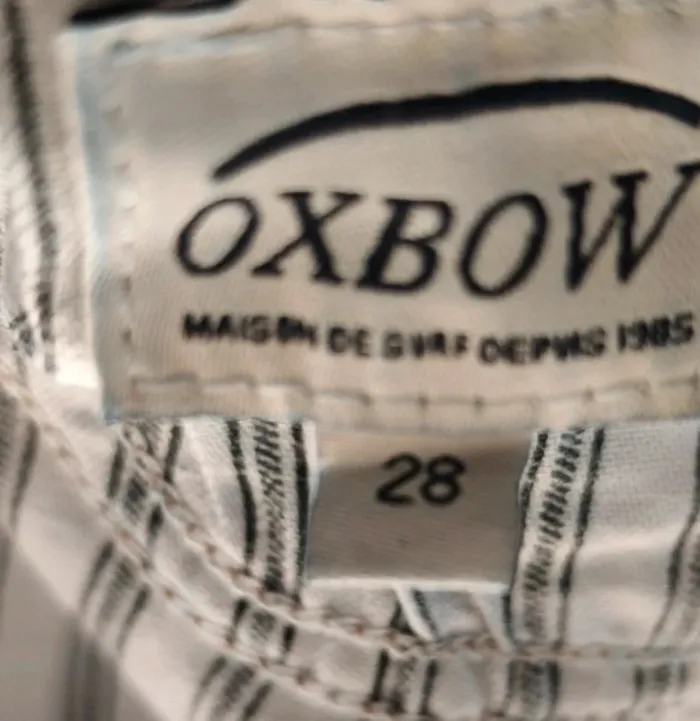 OXBOW
MAISON DE SURF DEPUIS 1985
28